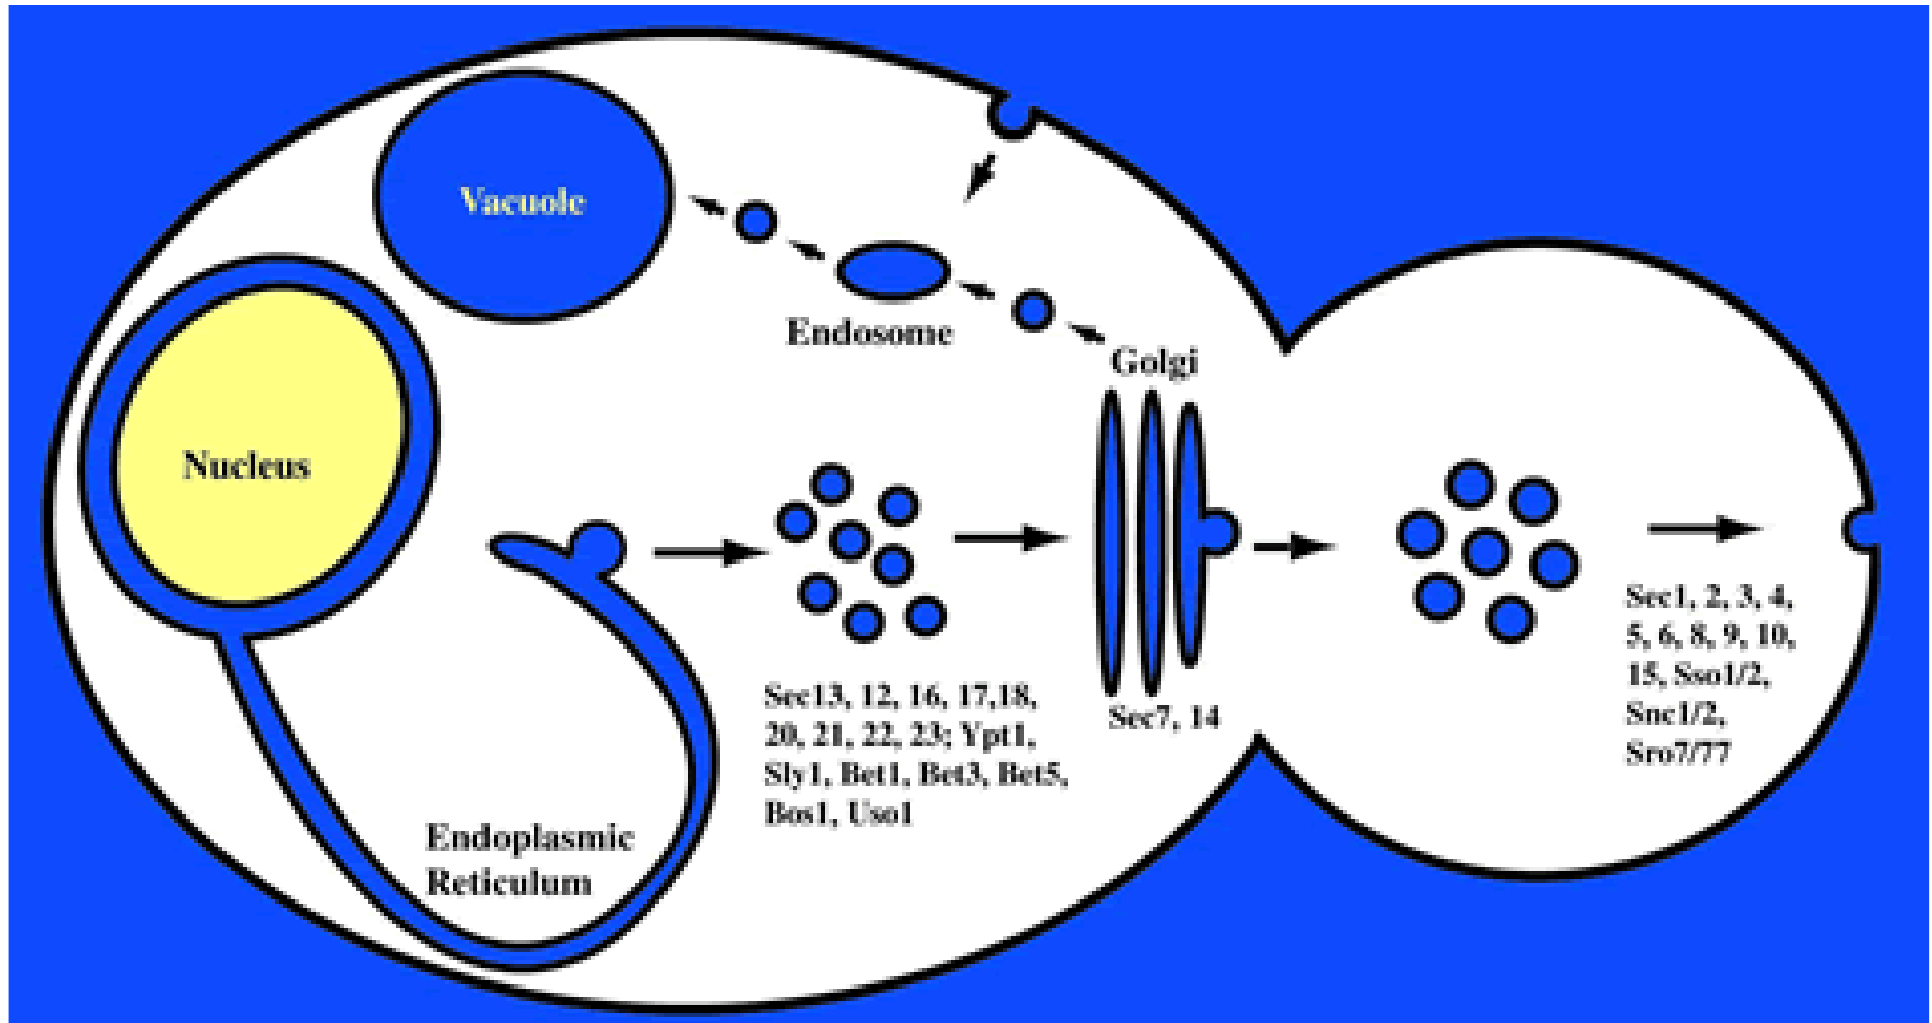 Vacuole
Endosome
Golgi
Nucleus
Sec13, 12, 16, 17,18,
20, 21, 22, 23; Ypt1,
Sly1, Bet1, Bet3, Bet5,
Bos1, Uso1
Sec7, 14
Sec1, 2, 3, 4,
5, 6, 8, 9, 10,
15, Sso1/2,
Snc1/2,
Sro7/77
Endoplasmic
Reticulum